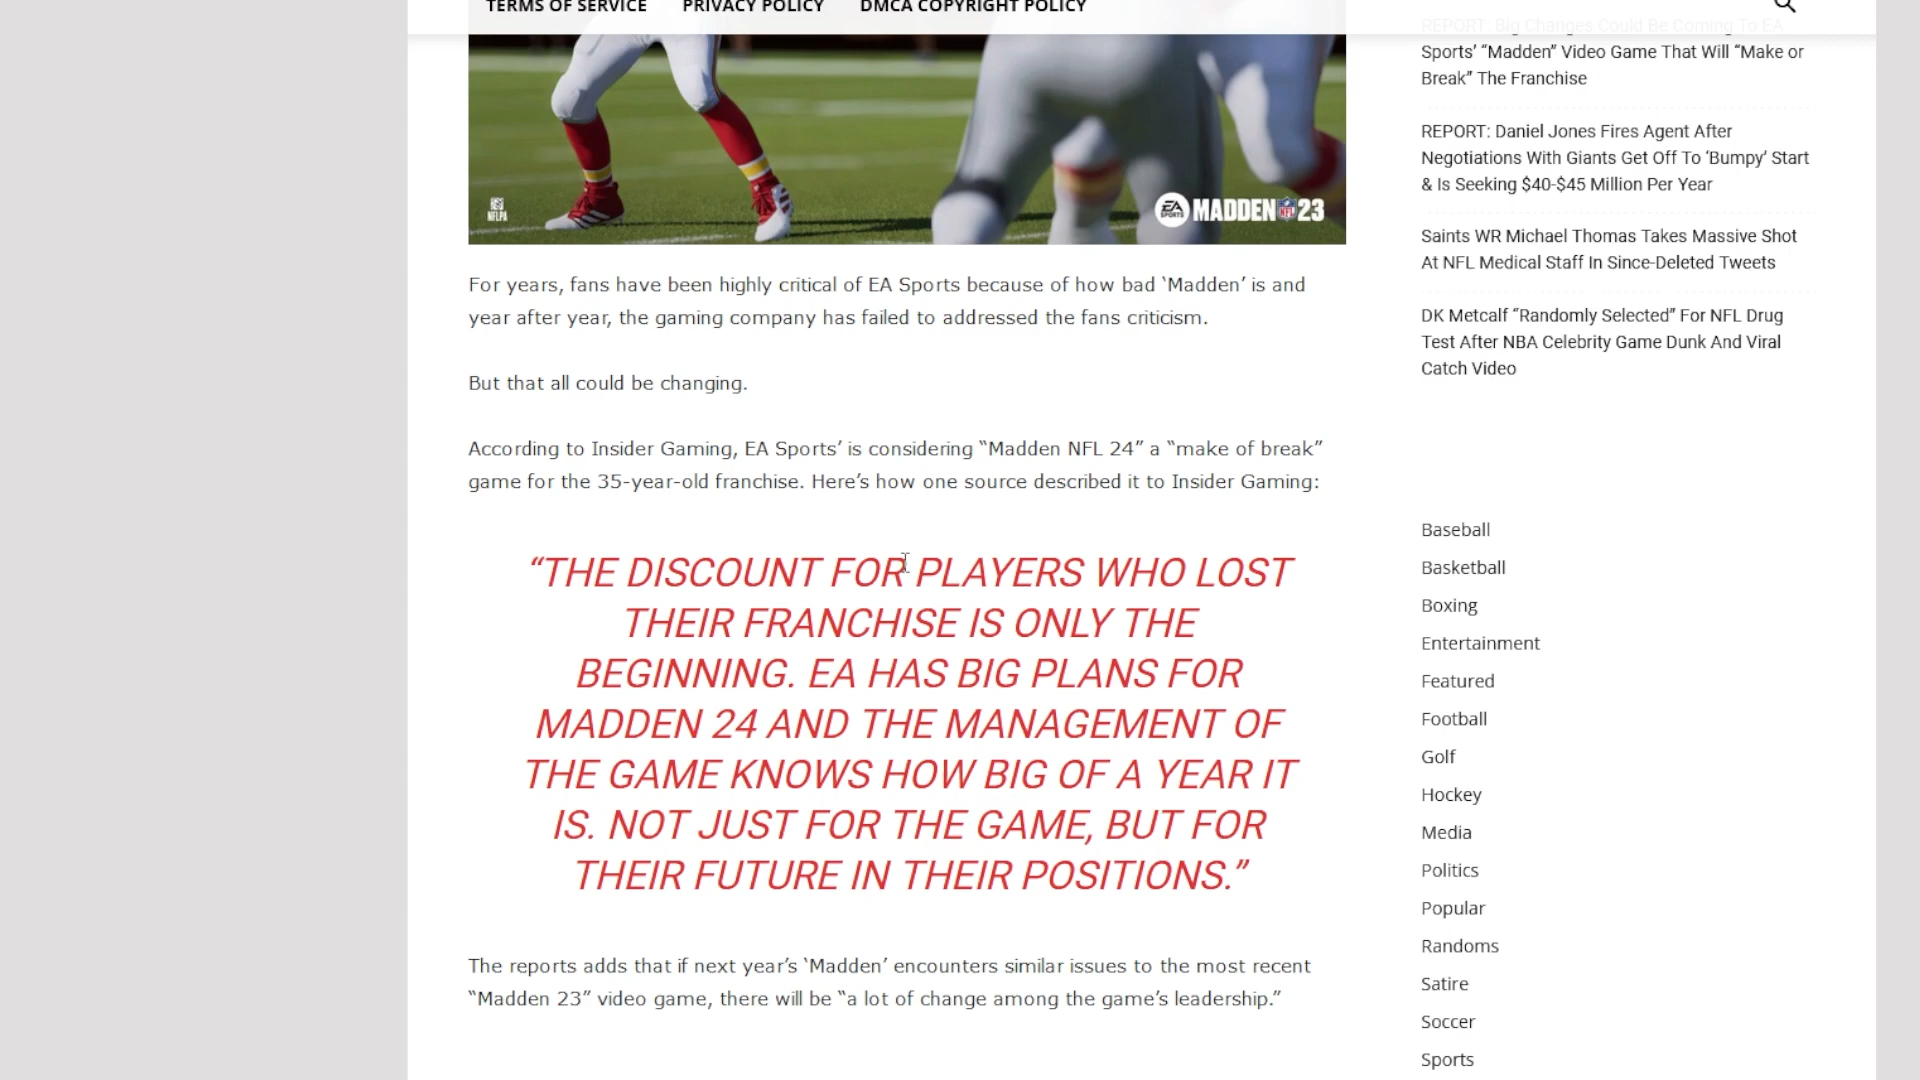 TERMS OF SERVICE
PRIVACY POLICY
DMCA COPYRIGHT POLICY
NFLPA
EA SPORTS MADDEN NFL 23
For years, fans have been highly critical of EA Sports because of how bad ‘Madden’ is and
year after year, the gaming company has failed to addressed the fans criticism.
But that all could be changing.
According to Insider Gaming, EA Sports’ is considering “Madden NFL 24” a “make of break”
game for the 35-year-old franchise. Here’s how one source described it to Insider Gaming:
“THE DISCOUNT FOR PLAYERS WHO LOST
THEIR FRANCHISE IS ONLY THE
BEGINNING. EA HAS BIG PLANS FOR
MADDEN 24 AND THE MANAGEMENT OF
THE GAME KNOWS HOW BIG OF A YEAR IT
IS. NOT JUST FOR THE GAME, BUT FOR
THEIR FUTURE IN THEIR POSITIONS.”
The reports adds that if next year’s ‘Madden’ encounters similar issues to the most recent
“Madden 23” video game, there will be “a lot of change among the game’s leadership.”
REPORT: Big Changes Could Be Coming To EA
Sports’ “Madden” Video Game That Will “Make or
Break” The Franchise
REPORT: Daniel Jones Fires Agent After
Negotiations With Giants Get Off To ‘Bumpy’ Start
& Is Seeking $40-$45 Million Per Year
Saints WR Michael Thomas Takes Massive Shot
At NFL Medical Staff In Since-Deleted Tweets
DK Metcalf “Randomly Selected” For NFL Drug
Test After NBA Celebrity Game Dunk And Viral
Catch Video
Baseball
Basketball
Boxing
Entertainment
Featured
Football
Golf
Hockey
Media
Politics
Popular
Randoms
Satire
Soccer
Sports